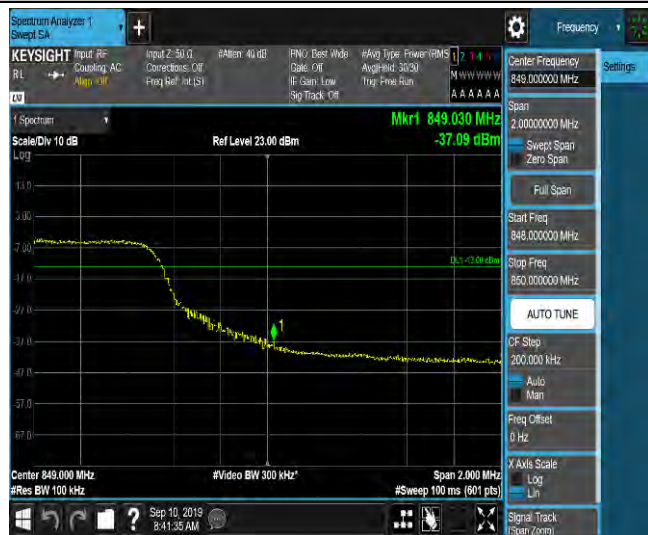 Spectrum Analyzer 1
Swept SA
+
Frequency
KEYSIGHT
Input: RF
Input Z: 50 Ω
#Atten: 40 dB
PNO: Best Wide
#Avg Type: Power (RMS
1 2 3 4 5 6
RL
Coupling: AC
Corrections: Off
Gate: Off
Avg|Hold: 30/30
M W W W W W
Align: Off
Freq Ref: Int (S)
IF Gain: Low
Trig: Free Run
Sig Track: Off
A A A A A A
LXI
1 Spectrum
Mkr1 849.030 MHz
Scale/Div 10 dB
Ref Level 23.00 dBm
-37.09 dBm
Log
13.0
3.00
-7.00
DL1 -13.00 dBm
-17.0
-27.0
1
-37.0
-47.0
-57.0
-67.0
Center 849.000 MHz
#Video BW 300 kHz*
Span 2.000 MHz
#Res BW 100 kHz
#Sweep 100 ms (601 pts)
Center Frequency
849.000000 MHz
Settings
Span
2.00000000 MHz
Swept Span
Zero Span
Full Span
Start Freq
848.000000 MHz
Stop Freq
850.000000 MHz
AUTO TUNE
CF Step
200.000 kHz
Auto
Man
Freq Offset
0 Hz
X Axis Scale
Log
Lin
Signal Track
(Span Zoom)
?
Sep 10, 2019
8:41:35 AM